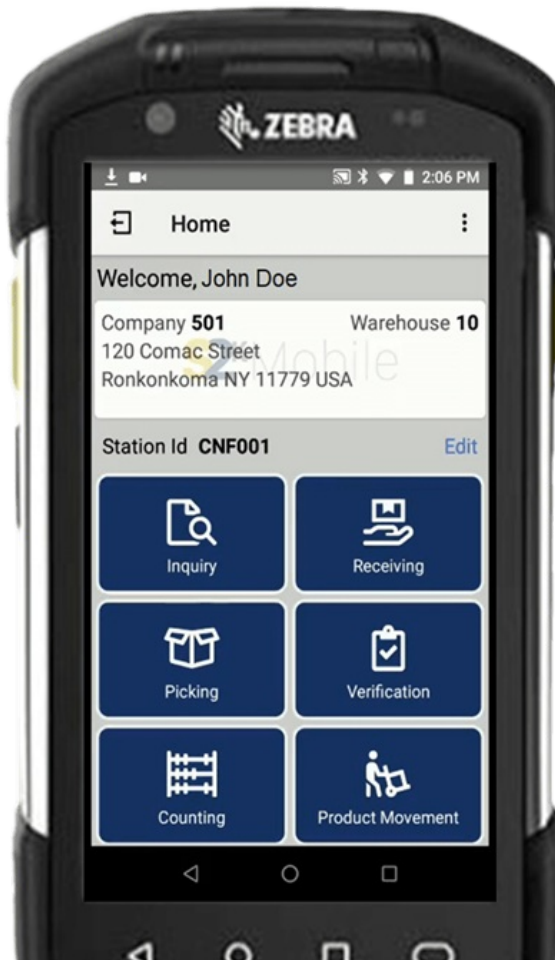 ZEBRA
2:06 PM
Home
Welcome, John Doe
Company 501 Warehouse 10
120 Comac Street
S2K Mobile
Ronkonkoma NY 11779 USA
Station Id CNF001 Edit
Inquiry Receiving
Picking Verification
Counting Product Movement